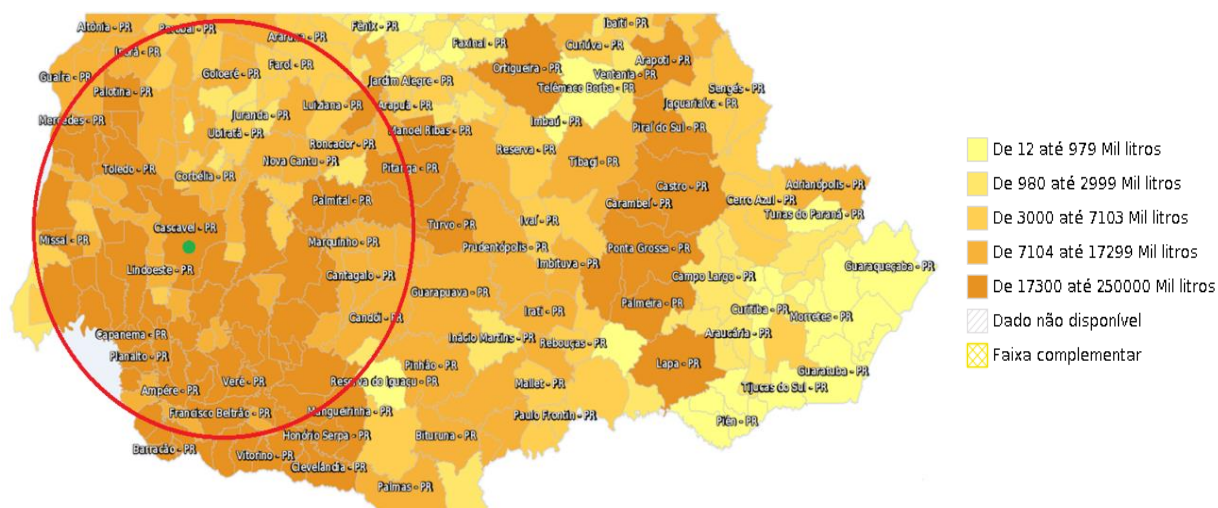 Altônia - PR
Perobal - PR
Araruna - PR
Fênix - PR
Faxinal - PR
Curiúva - PR
Ibaiti - PR
Iporã - PR
Goioerê - PR
Farol - PR
Guaíra - PR
Palotina - PR
Jardim Alegre - PR
Ortigueira - PR
Ventania - PR
Arapoti - PR
Telêmaco Borba - PR
Sengés - PR
Jaguariaíva - PR
Mercedes - PR
Juranda - PR
Luiziana - PR
Arapuã - PR
Imbaú - PR
Ubiratã - PR
Roncador - PR
Manoel Ribas - PR
Reserva - PR
Piraí do Sul - PR
Toledo - PR
Corbélia - PR
Nova Cantu - PR
Pitanga - PR
Tibagi - PR
Castro - PR
Adrianópolis - PR
Palmital - PR
Carambeí - PR
Cerro Azul - PR
Tunas do Paraná - PR
Cascavel - PR
Turvo - PR
Ivaí - PR
Missal - PR
Marquinho - PR
Prudentópolis - PR
Ponta Grossa - PR
Imbituva - PR
Guaraqueçaba - PR
Lindoeste - PR
Cantagalo - PR
Campo Largo - PR
Guarapuava - PR
Palmeira - PR
Candói - PR
Irati - PR
Curitiba - PR
Morretes - PR
Capanema - PR
Inácio Martins - PR
Rebouças - PR
Araucária - PR
Planalto - PR
Pinhão - PR
Lapa - PR
Guaratuba - PR
Ampére - PR
Verê - PR
Reserva do Iguaçu - PR
Mallet - PR
Tijucas do Sul - PR
Francisco Beltrão - PR
Mangueirinha - PR
Paulo Frontin - PR
Piên - PR
Honório Serpa - PR
Bituruna - PR
Barracão - PR
Vitorino - PR
Clevelândia - PR
Palmas - PR
De 12 até 979 Mil litros
De 980 até 2999 Mil litros
De 3000 até 7103 Mil litros
De 7104 até 17299 Mil litros
De 17300 até 250000 Mil litros
Dado não disponível
Faixa complementar